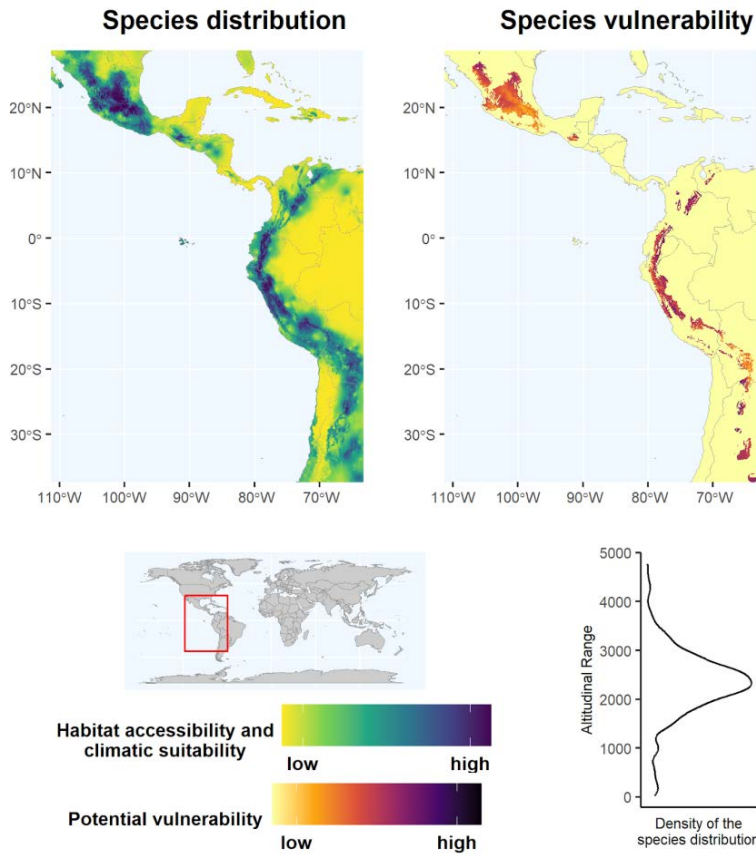 Species distribution
Species vulnerability
20°N
10°N
0°
10°S
20°S
30°S
110°W 100°W 90°W 80°W 70°W
20°N
10°N
0°
10°S
20°S
30°S
110°W 100°W 90°W 80°W 70°W
Habitat accessibility and
climatic suitability
low high
Potential vulnerability
low high
5000
4000
3000
2000
1000
0
Altitudinal Range
Density of the
species distribution